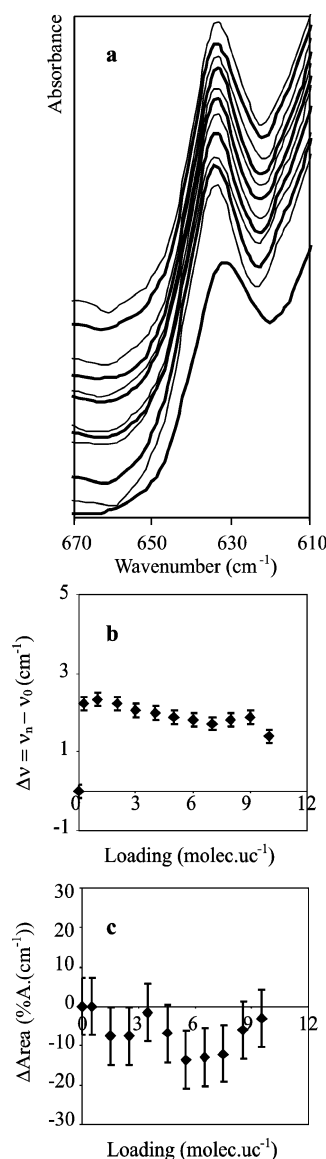 a
Absorbance
670 650 630 610
Wavenumber (cm⁻¹)
b
5
3
1
-1
Δν = νn – ν0 (cm⁻¹)
0 3 6 9 12
Loading (molec.uc⁻¹)
c
30
20
10
0
-10
-20
-30
ΔArea (%A.(cm⁻¹))
0 3 6 9 12
Loading (molec.uc⁻¹)